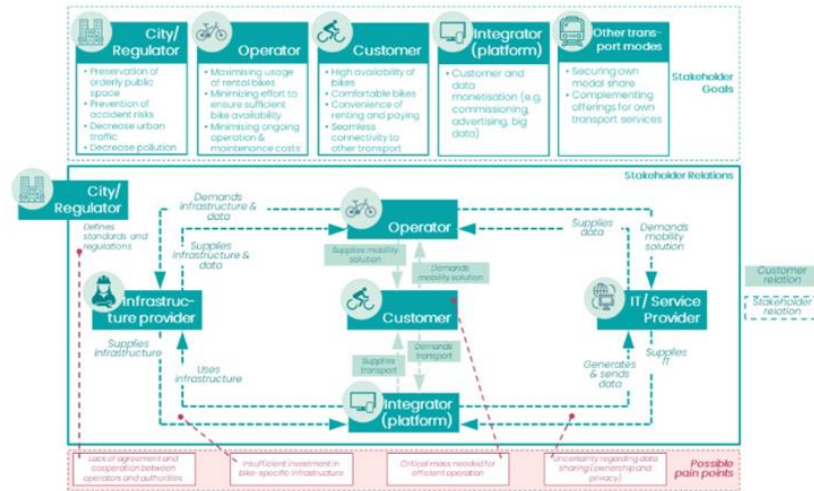 City/
Regulator
• Preservation of
orderly public
space
• Prevention of
accident risks
• Decrease urban
traffic
• Decrease pollution
Operator
• Maximising usage
of rental bikes
• Minimizing effort to
ensure sufficient
bike availability
• Minimising ongoing
operation &
maintenance costs
Customer
• High availability of
bikes
• Comfortable bikes
• Convenience of
renting and paying
• Seamless
connectivity to
other transport
Integrator
(platform)
• Customer and
data
monetisation (e.g.
commissioning,
advertising, big
data)
Other trans-
port modes
• Securing own
modal share
• Complementing
offerings for own
transport services
Stakeholder
Goals
Stakeholder Relations
City/
Regulator
Defines
standards and
regulations
Demands
infrastructure &
data
Supplies
infrastructure
& data
Operator
Supplies
data
Demands
mobility
solution
Supplies mobility
solution
Demands
mobility solution
Infrastruc-
ture provider
Customer
IT/ Service
Provider
Customer
relation
Stakeholder
relation
Supplies
infrastructure
Uses
infrastructure
Supplies
transport
Demands
transport
Generates
& sends
data
Supplies
IT
Integrator
(platform)
Lack of agreement and
cooperation between
operators and authorities
Insufficient investment in
bike-specific infrastructure
Critical mass needed for
efficient operation
Uncertainty regarding data
sharing (ownership and
privacy)
Possible
pain points